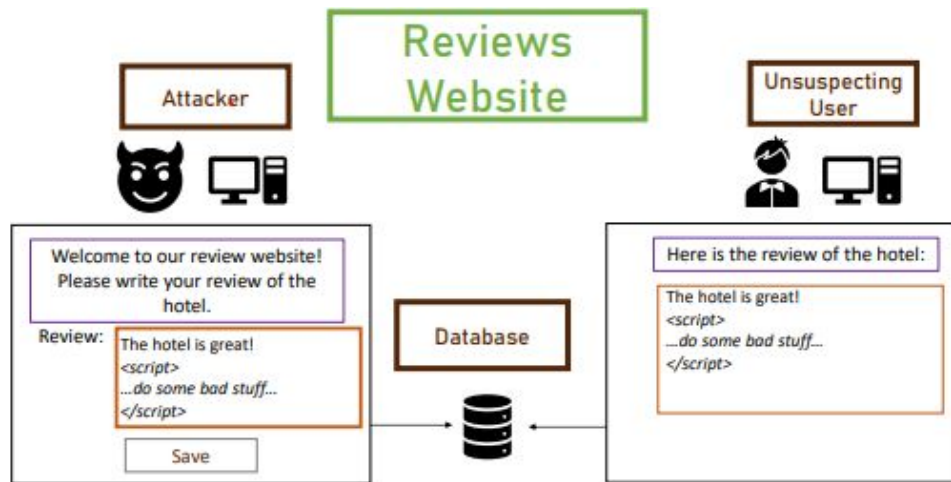 Reviews
Website
Attacker
Unsuspecting
User
Welcome to our review website!
Please write your review of the
hotel.
Review:
The hotel is great!
<script>
...do some bad stuff...
</script>
Save
Database
Here is the review of the hotel:
The hotel is great!
<script>
...do some bad stuff...
</script>